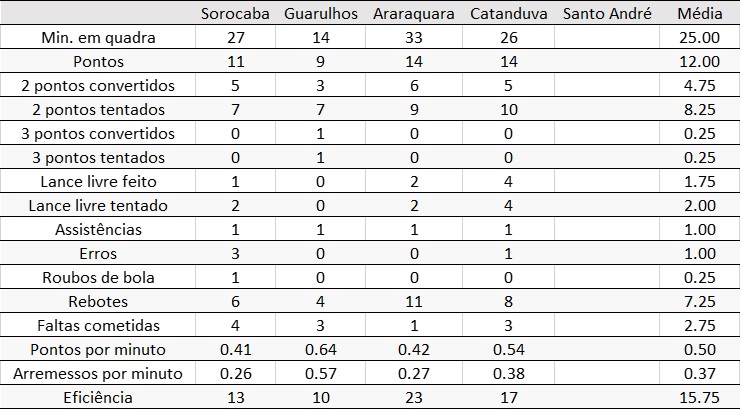 Sorocaba Guarulhos Araraquara Catanduva Santo André Média
Min. em quadra 27 14 33 26 25.00
Pontos 11 9 14 14 12.00
2 pontos convertidos 5 3 6 5 4.75
2 pontos tentados 7 7 9 10 8.25
3 pontos convertidos 0 1 0 0 0.25
3 pontos tentados 0 1 0 0 0.25
Lance livre feito 1 0 2 4 1.75
Lance livre tentado 2 0 2 4 2.00
Assistências 1 1 1 1 1.00
Erros 3 0 0 1 1.00
Roubos de bola 1 0 0 0 0.25
Rebotes 6 4 11 8 7.25
Faltas cometidas 4 3 1 3 2.75
Pontos por minuto 0.41 0.64 0.42 0.54 0.50
Arremessos por minuto 0.26 0.57 0.27 0.38 0.37
Eficiência 13 10 23 17 15.75